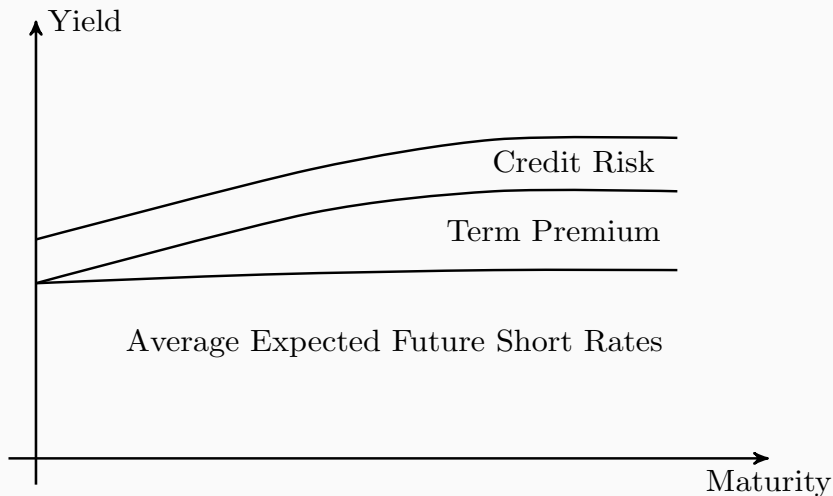 Yield
Credit Risk
Term Premium
Average Expected Future Short Rates
Maturity